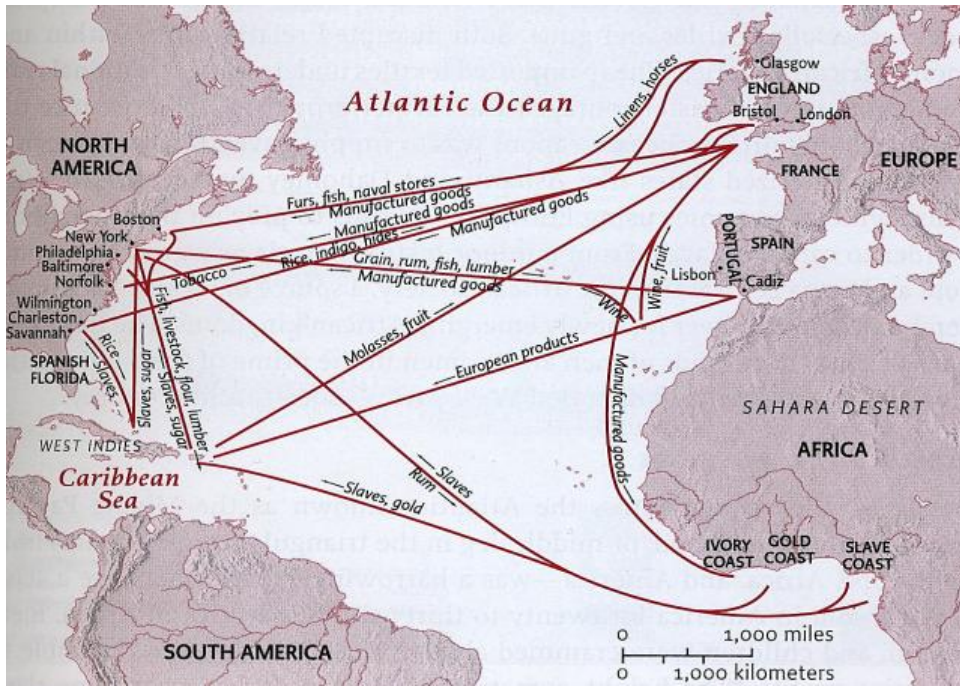 Atlantic Ocean
NORTH
AMERICA
Glasgow
ENGLAND
Bristol
London
FRANCE
EUROPE
PORTUGAL
SPAIN
Lisbon
Cadiz
Linens, horses
Furs, fish, naval stores
Manufactured goods
Manufactured goods
Rice, indigo, hides
Manufactured goods
Tobacco
Grain, rum, fish, lumber
Manufactured goods
Wine
Wine, fruit
Boston
New York
Philadelphia
Baltimore
Norfolk
Wilmington
Charleston
Savannah
SPANISH
FLORIDA
Rice
Slaves
Slaves, sugar
Fish, livestock, flour, lumber
Slaves, sugar
Molasses, fruit
European products
Manufactured goods
WEST INDIES
Caribbean
Sea
Slaves, gold
Slaves
Rum
SAHARA DESERT
AFRICA
IVORY
COAST
GOLD
COAST
SLAVE
COAST
SOUTH AMERICA
0 1,000 miles
0 1,000 kilometers